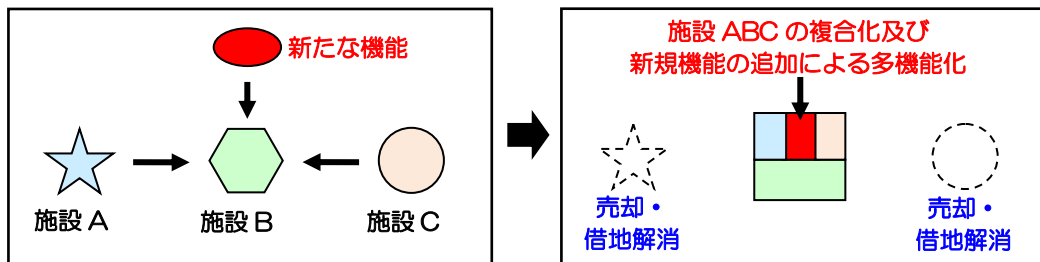 新たな機能
施設A
施設B
施設C
施設ABCの複合化及び
新規機能の追加による多機能化
売却・
借地解消
売却・
借地解消